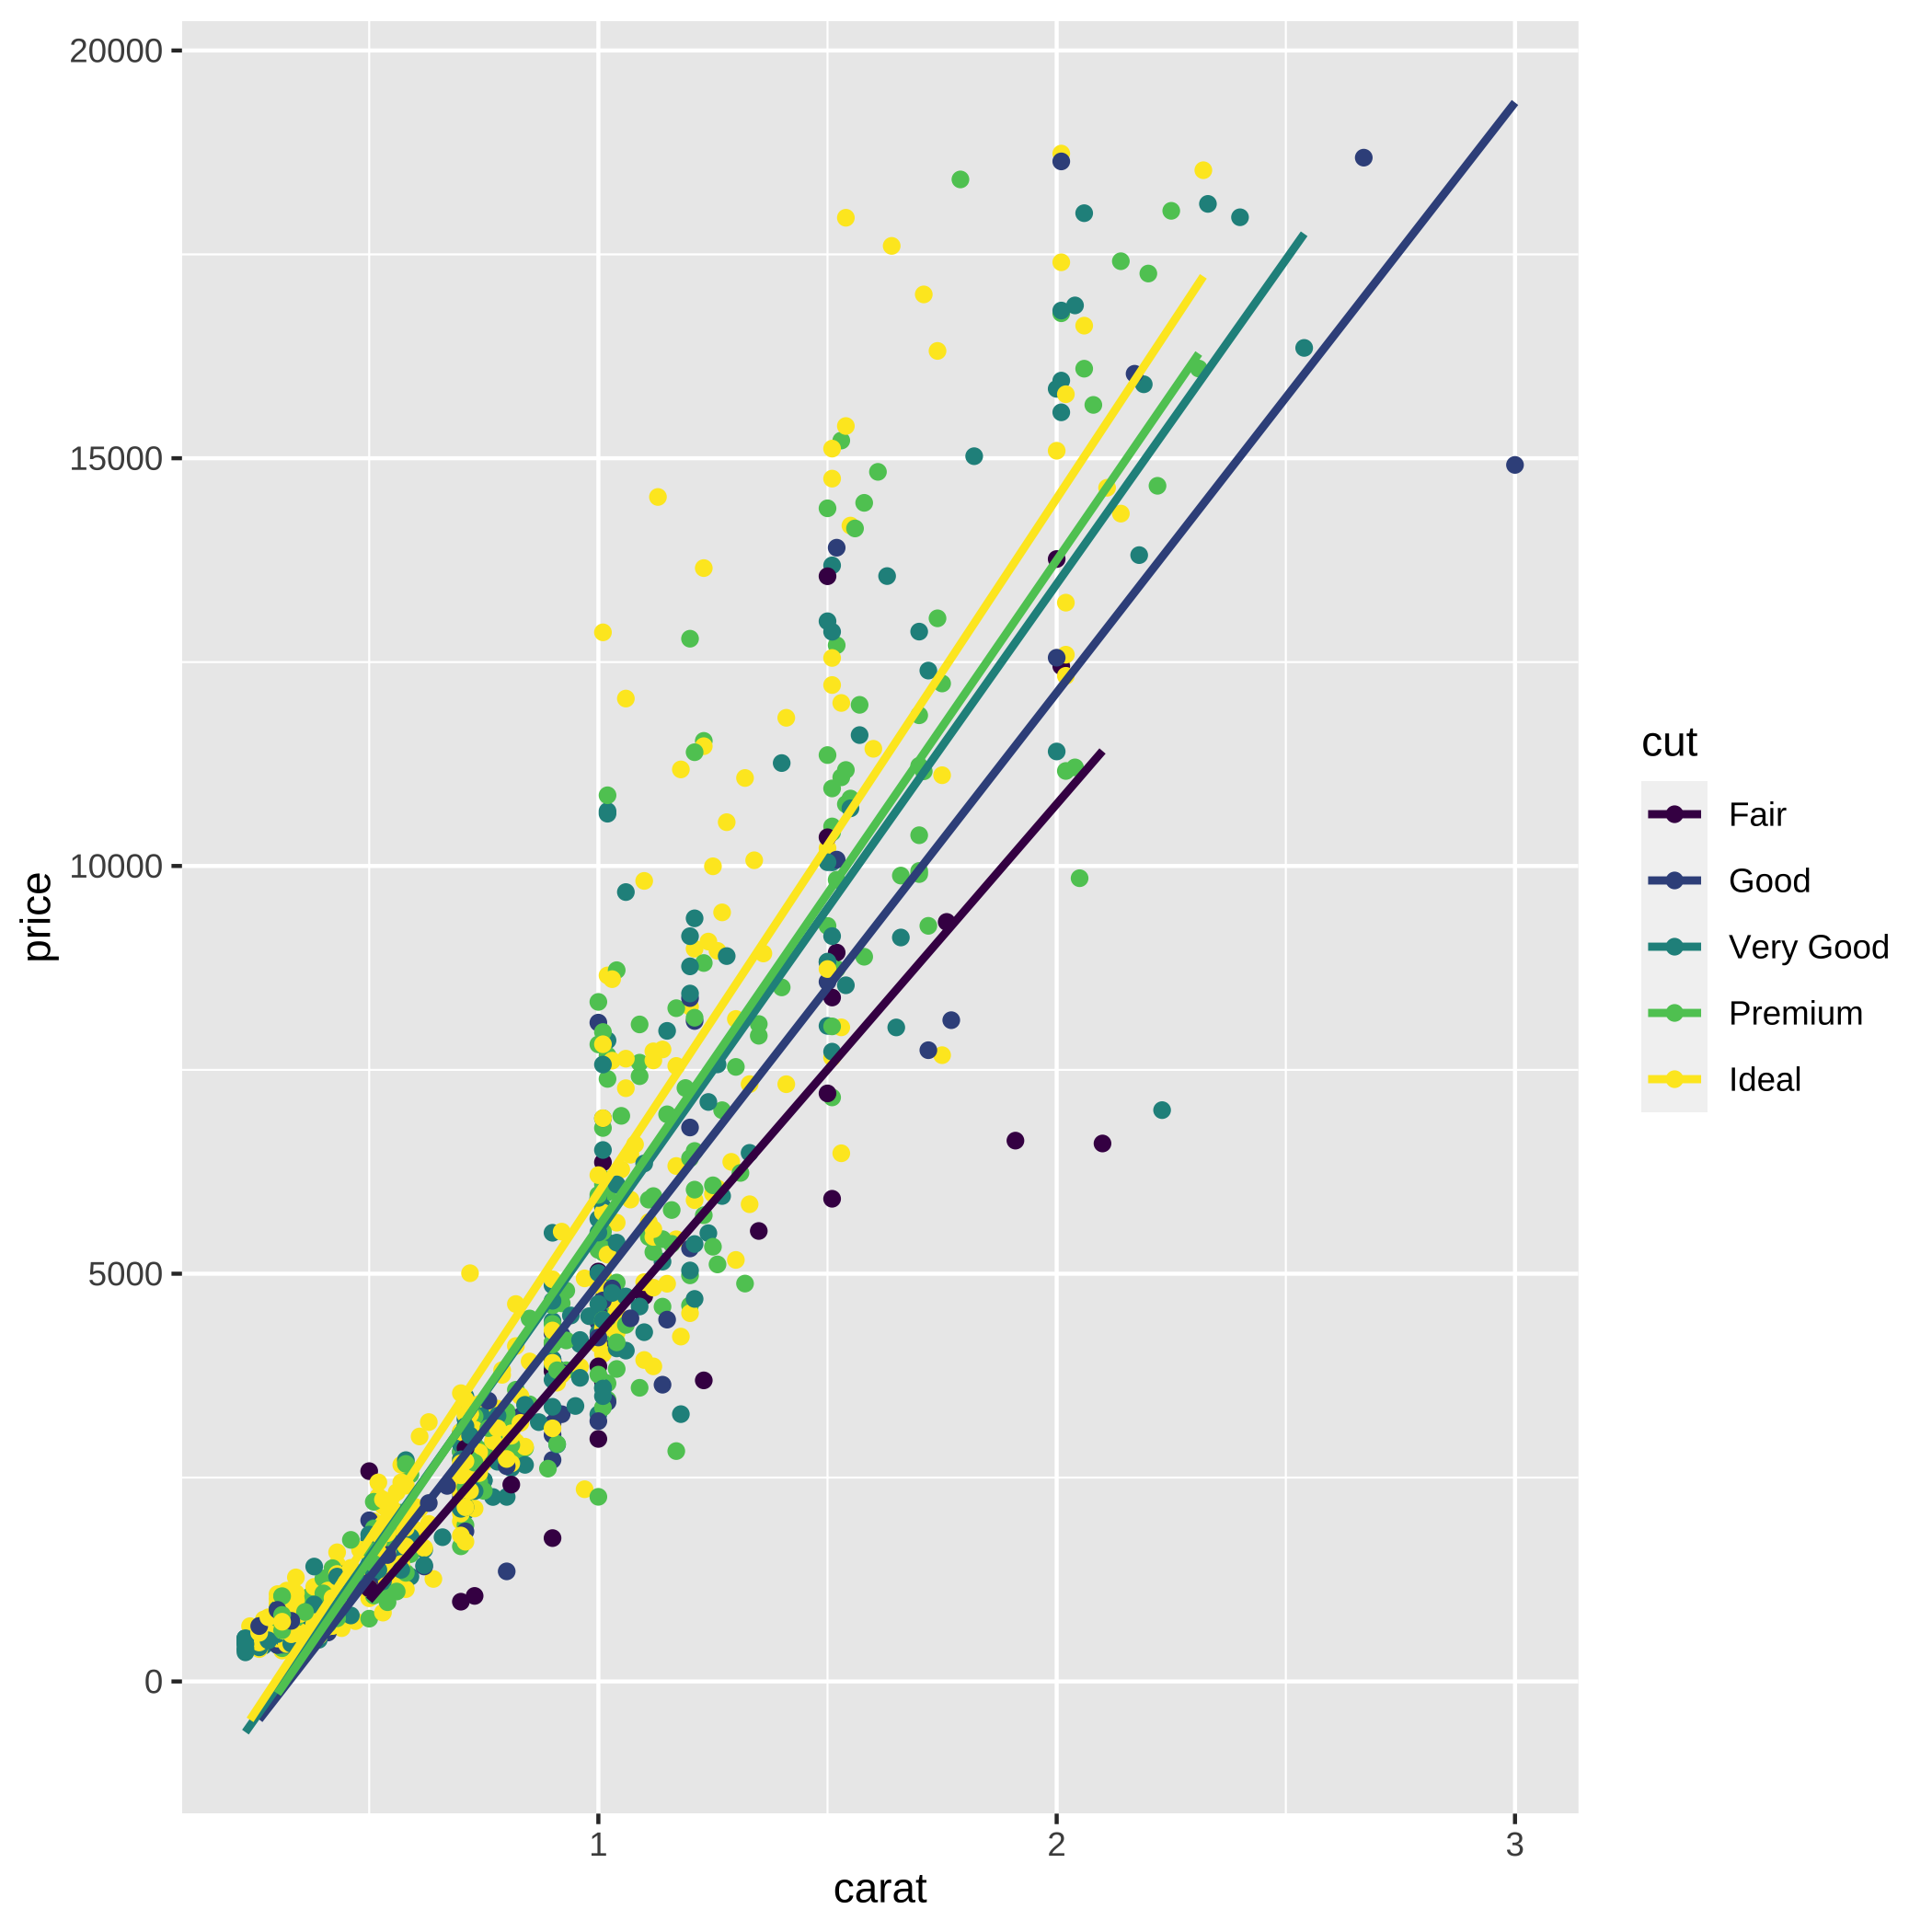 20000
15000
10000
5000
0
price
1
2
3
carat
cut
Fair
Good
Very Good
Premium
Ideal